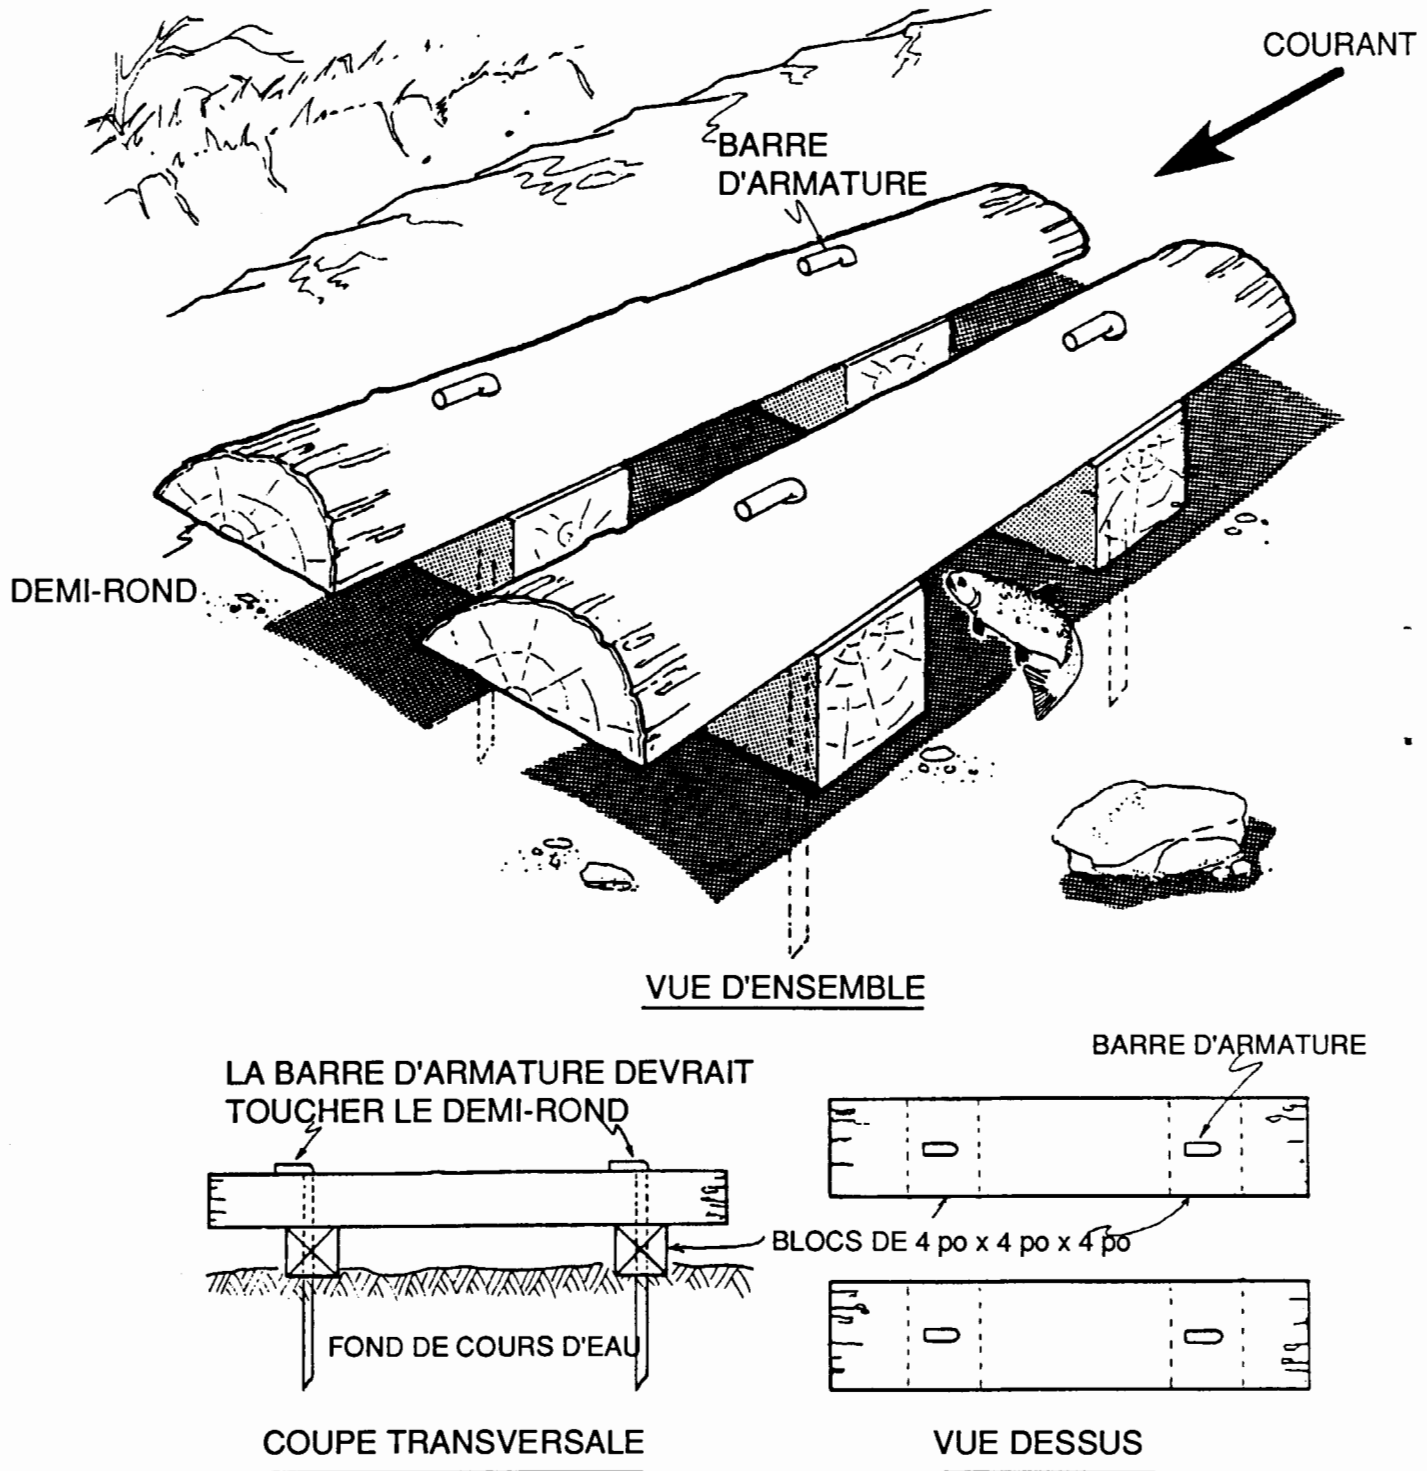 COURANT
BARRE
D'ARMATURE
DEMI-ROND
VUE D'ENSEMBLE
LA BARRE D'ARMATURE DEVRAIT
TOUCHER LE DEMI-ROND
BARRE D'ARMATURE
BLOCS DE 4 po x 4 po x 4 po
FOND DE COURS D'EAU
COUPE TRANSVERSALE
VUE DESSUS